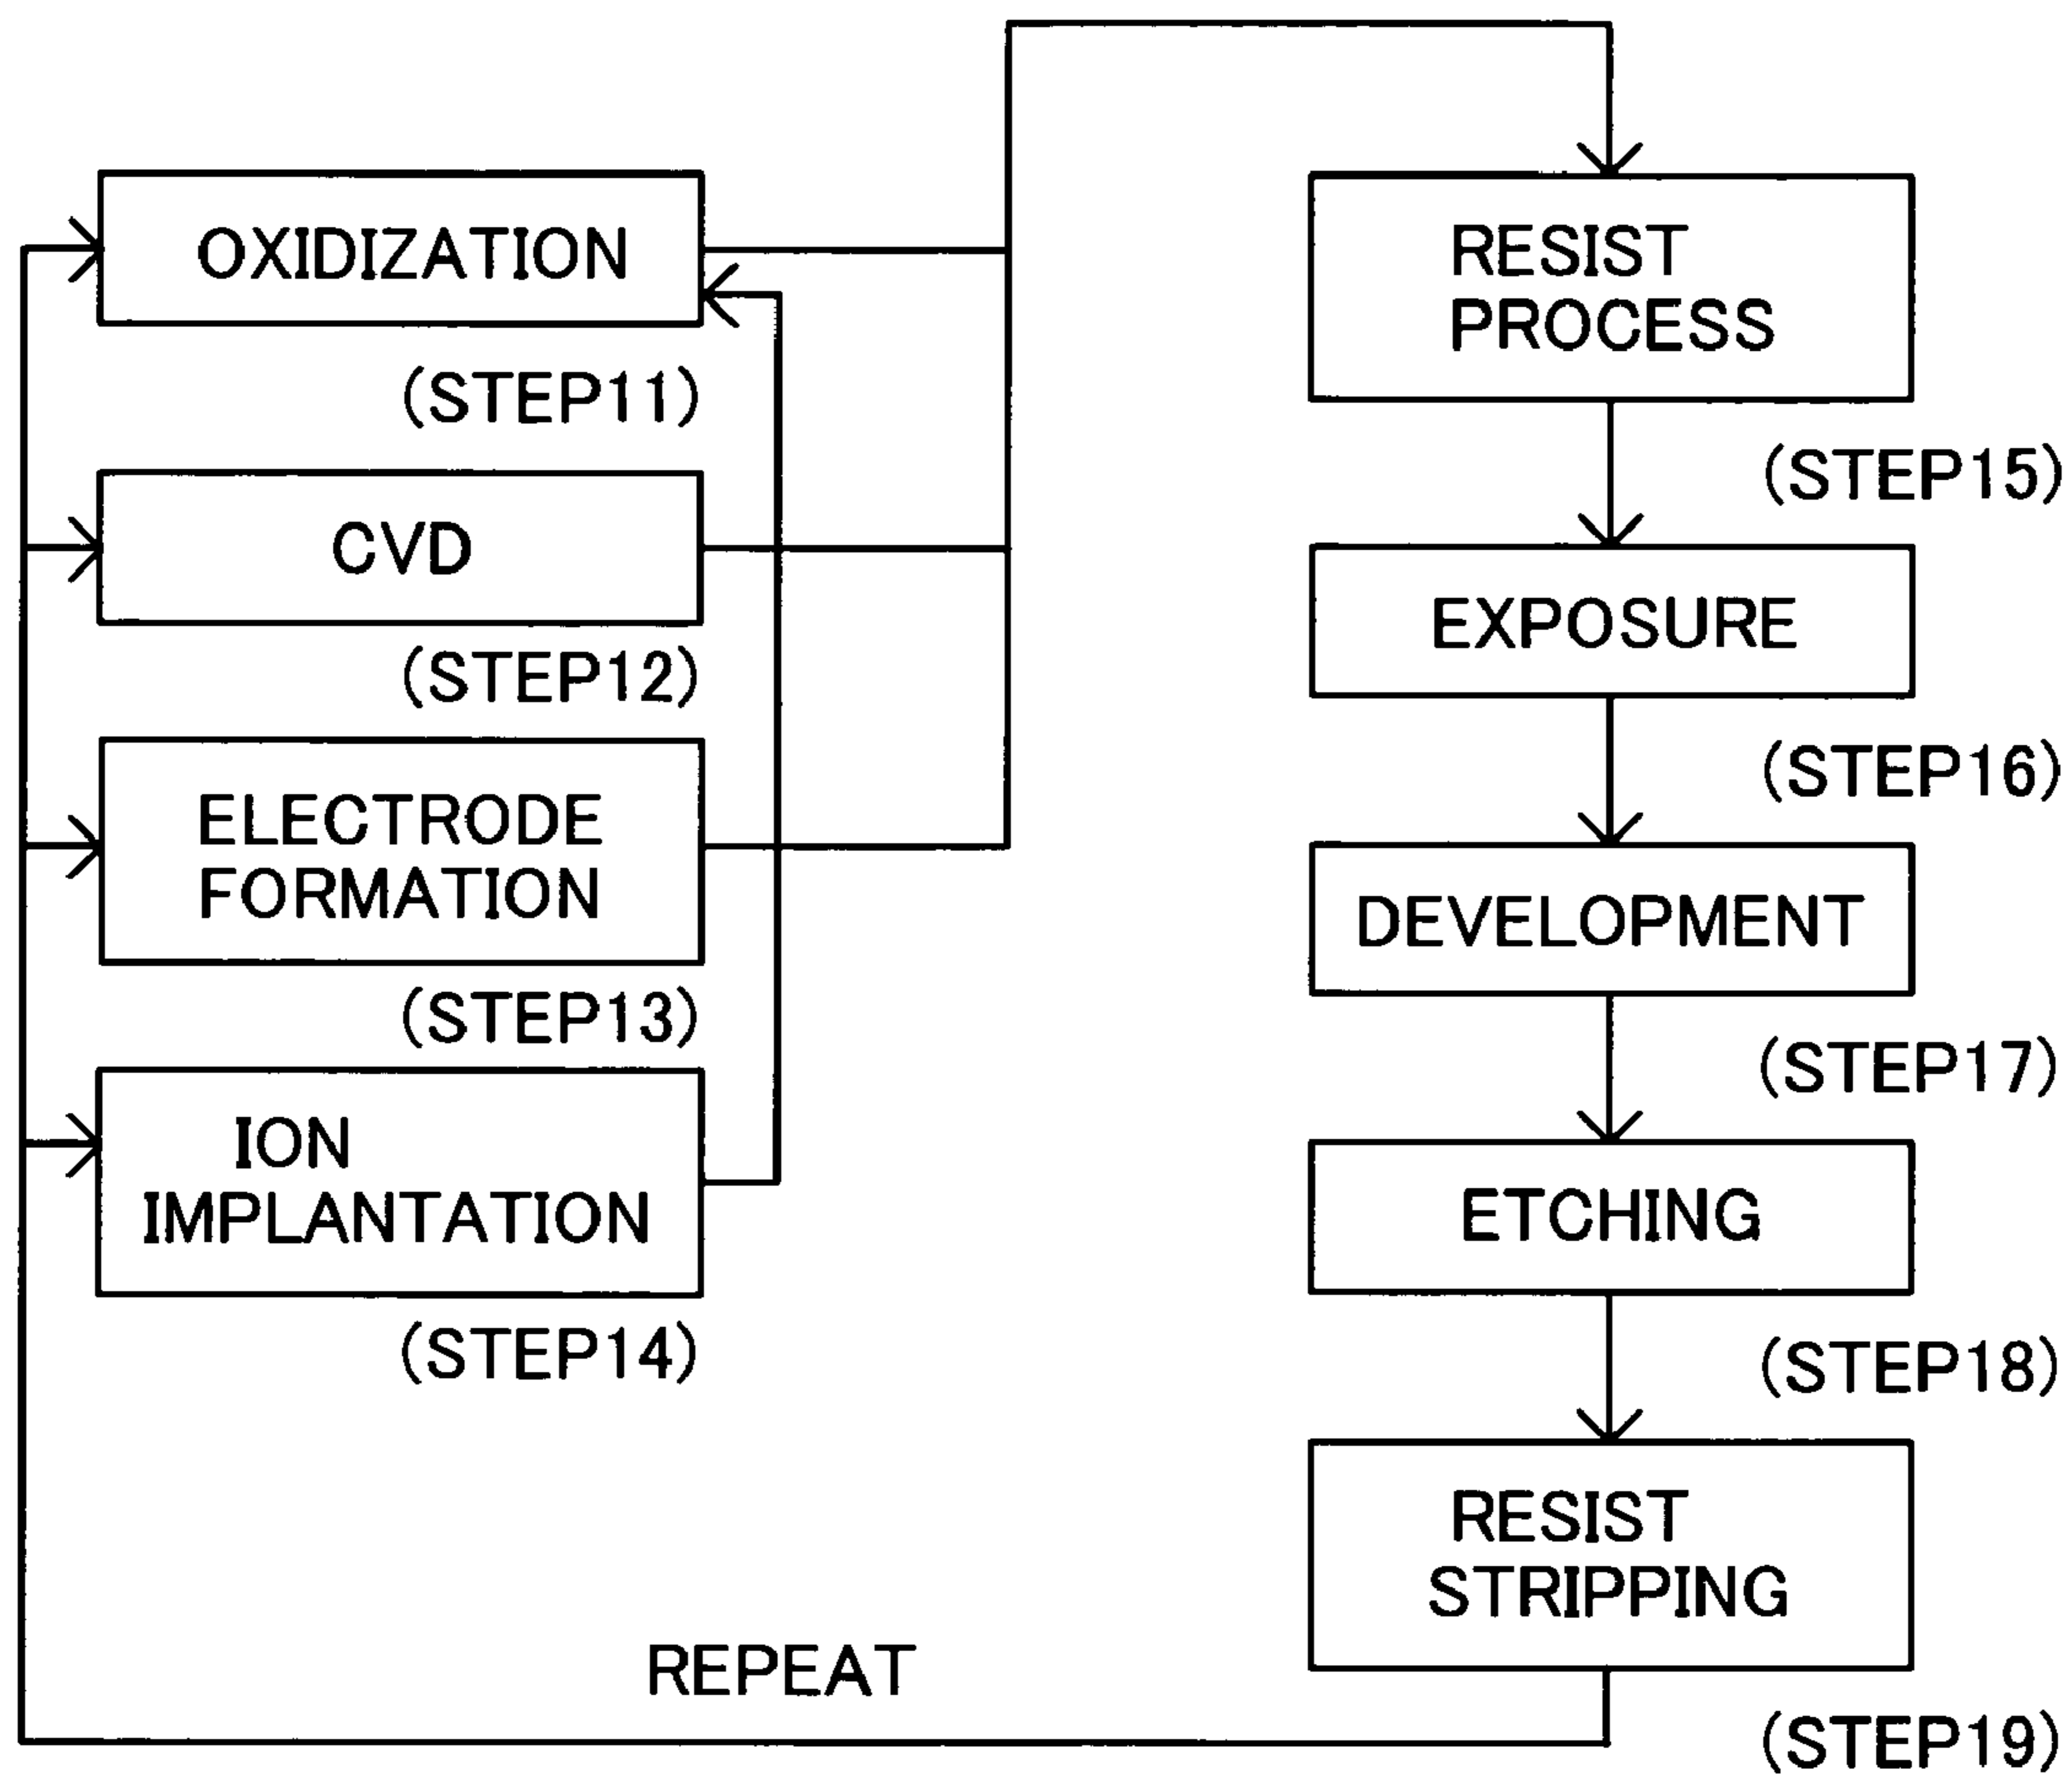 OXIDIZATION
(STEP11)
CVD
(STEP12)
ELECTRODE
FORMATION
(STEP13)
ION
IMPLANTATION
(STEP14)
RESIST
PROCESS
(STEP15)
EXPOSURE
(STEP16)
DEVELOPMENT
(STEP17)
ETCHING
(STEP18)
RESIST
STRIPPING
(STEP19)
REPEAT